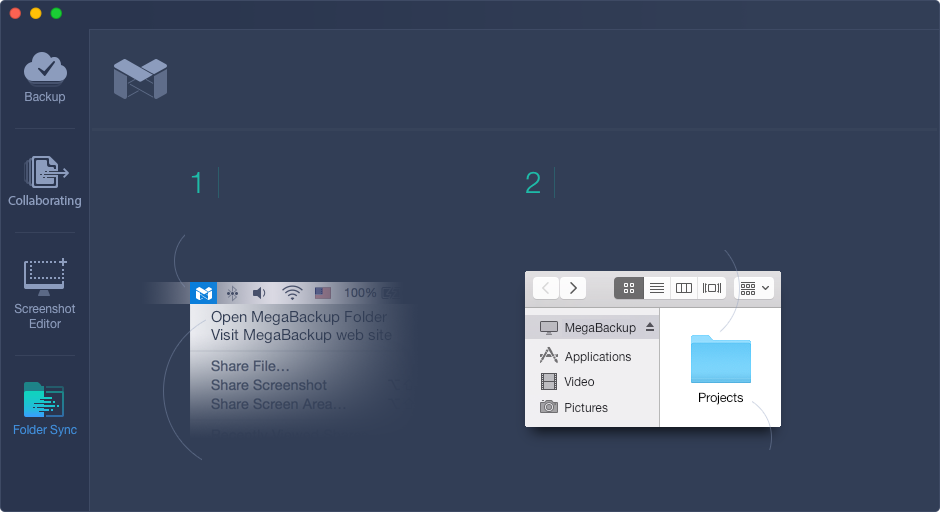 Backup
Collaborating
Screenshot
Editor
Folder Sync
1
2
100%
Open MegaBackup Folder
Visit MegaBackup web site
Share File...
Share Screenshot
Share Screen Area...
MegaBackup
Applications
Video
Pictures
Projects